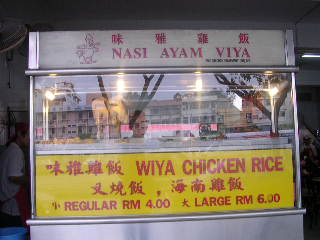 味雅雞飯
NASI AYAM VIYA
味雅雞飯 WIYA CHICKEN RICE
叉燒飯，海南雞飯
小 REGULAR RM 4.00 大 LARGE RM 6.00